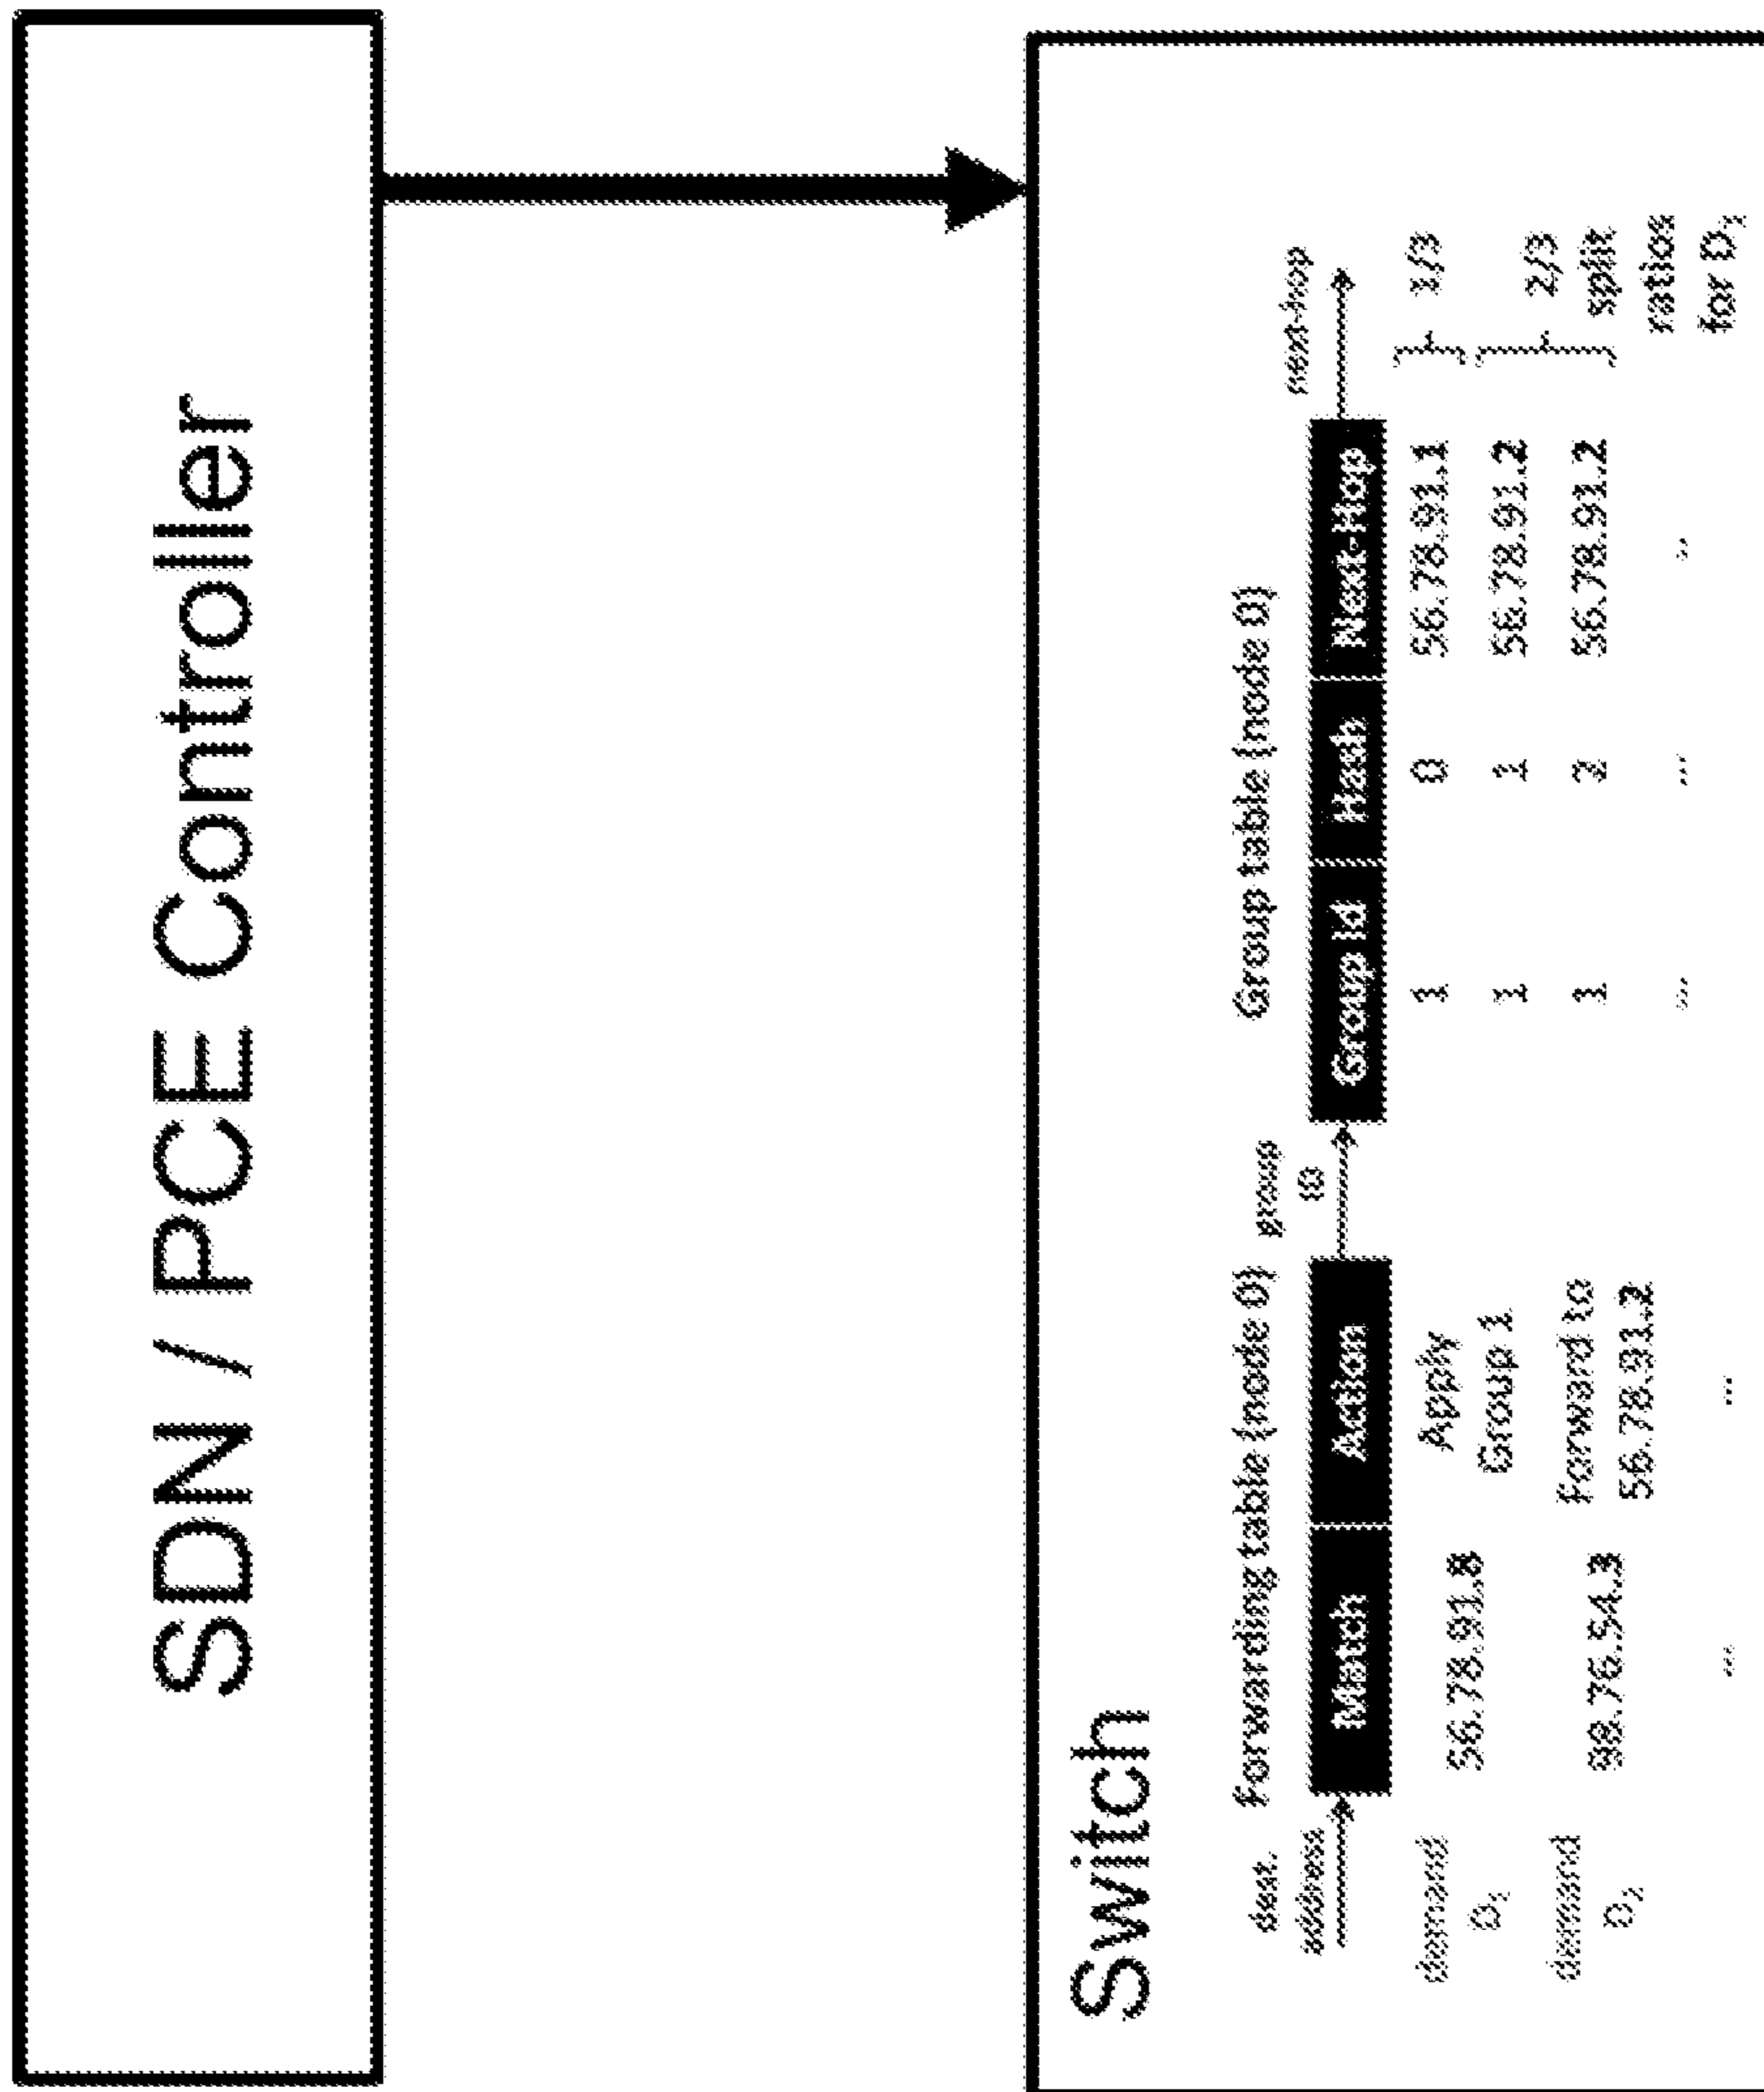 SDN / PCE Controller
Switch
dest.
address
Forwarding table (node 0)
Match Action
demand
D₁
56.78.91.8
Apply
Group 1
demand
D₂
98.76.54.3
Forward to
56.78.91.2
... ...
group
ID
Group table (node 0)
Group Id Hash Next-Hop
1 0 56.78.91.1
1 1 56.78.91.2
1 2 56.78.91.2
... ... ..
next-hop
1/3
2/3
split
ratios
for D₁